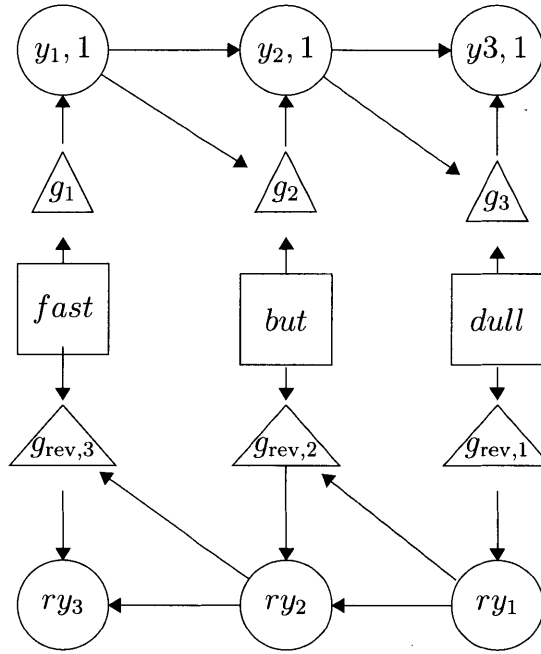 y₁, 1 y₂, 1 y3, 1
g₁ g₂ g₃
fast but dull
g_rev,3 g_rev,2 g_rev,1
ry₃ ry₂ ry₁